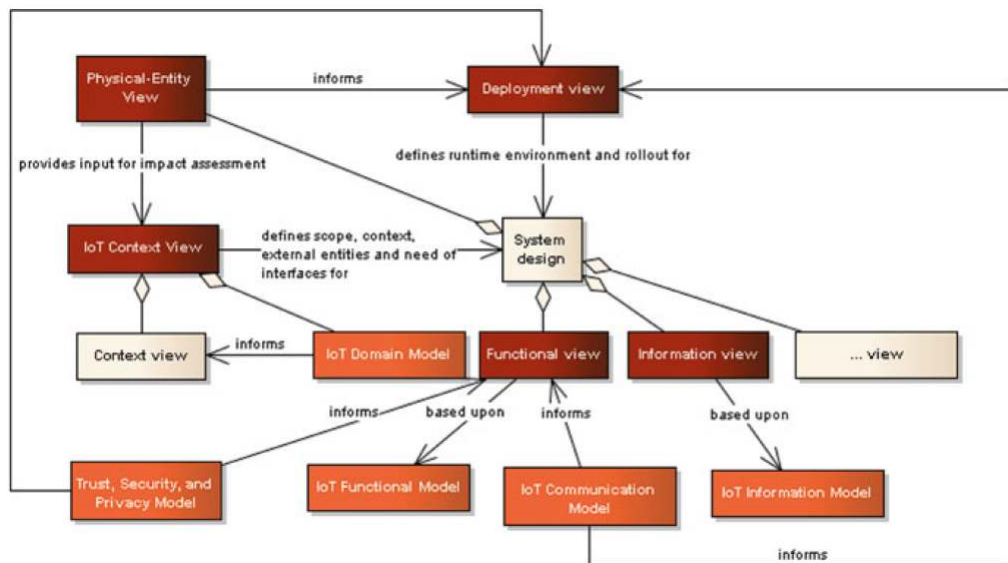 Physical-Entity
View
informs
Deployment view
provides input for impact assessment
defines runtime environment and rollout for
IoT Context View
defines scope, context,
external entities and need of
interfaces for
System
design
Context view
informs
IoT Domain Model
Functional view
Information view
... view
informs
based upon
informs
based upon
Trust, Security, and
Privacy Model
IoT Functional Model
IoT Communication
Model
IoT Information Model
informs